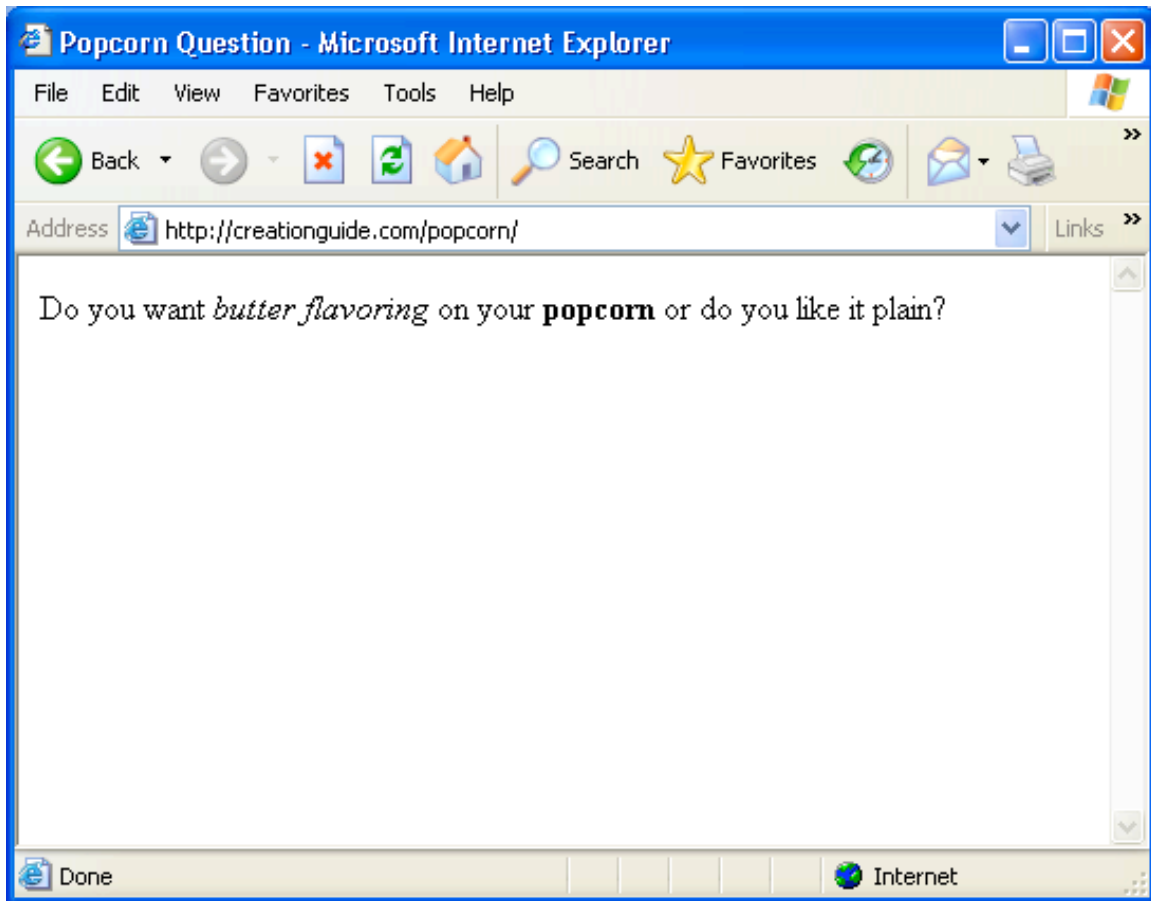 Popcorn Question - Microsoft Internet Explorer
File Edit View Favorites Tools Help
Back Search Favorites »
Address http://creationguide.com/popcorn/ Links »
Do you want butter flavoring on your popcorn or do you like it plain?
Done Internet